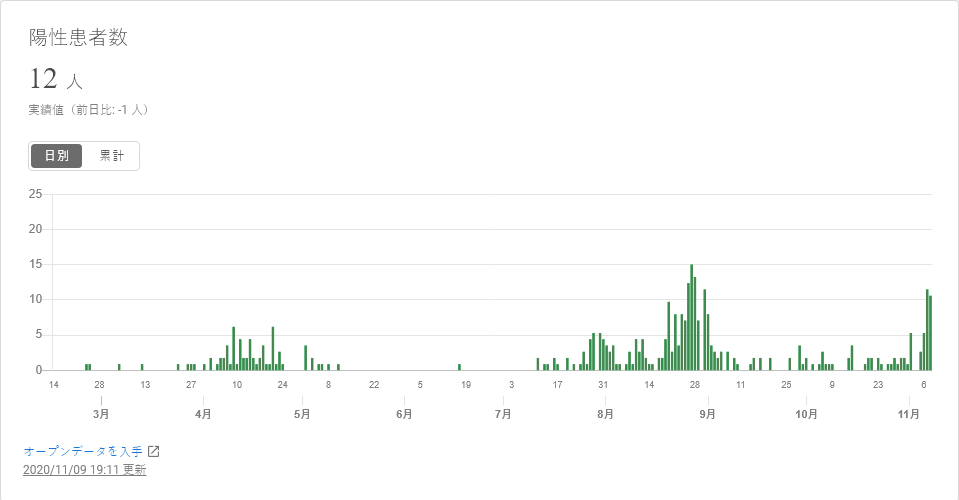 陽性患者数
12 人
実績値（前日比: -1 人）
日別 累計
25
20
15
10
5
0
14 28 13 27 10 24 8 22 5 19 3 17 31 14 28 11 25 9 23 6
3月 4月 5月 6月 7月 8月 9月 10月 11月
オープンデータを入手
2020/11/09 19:11 更新